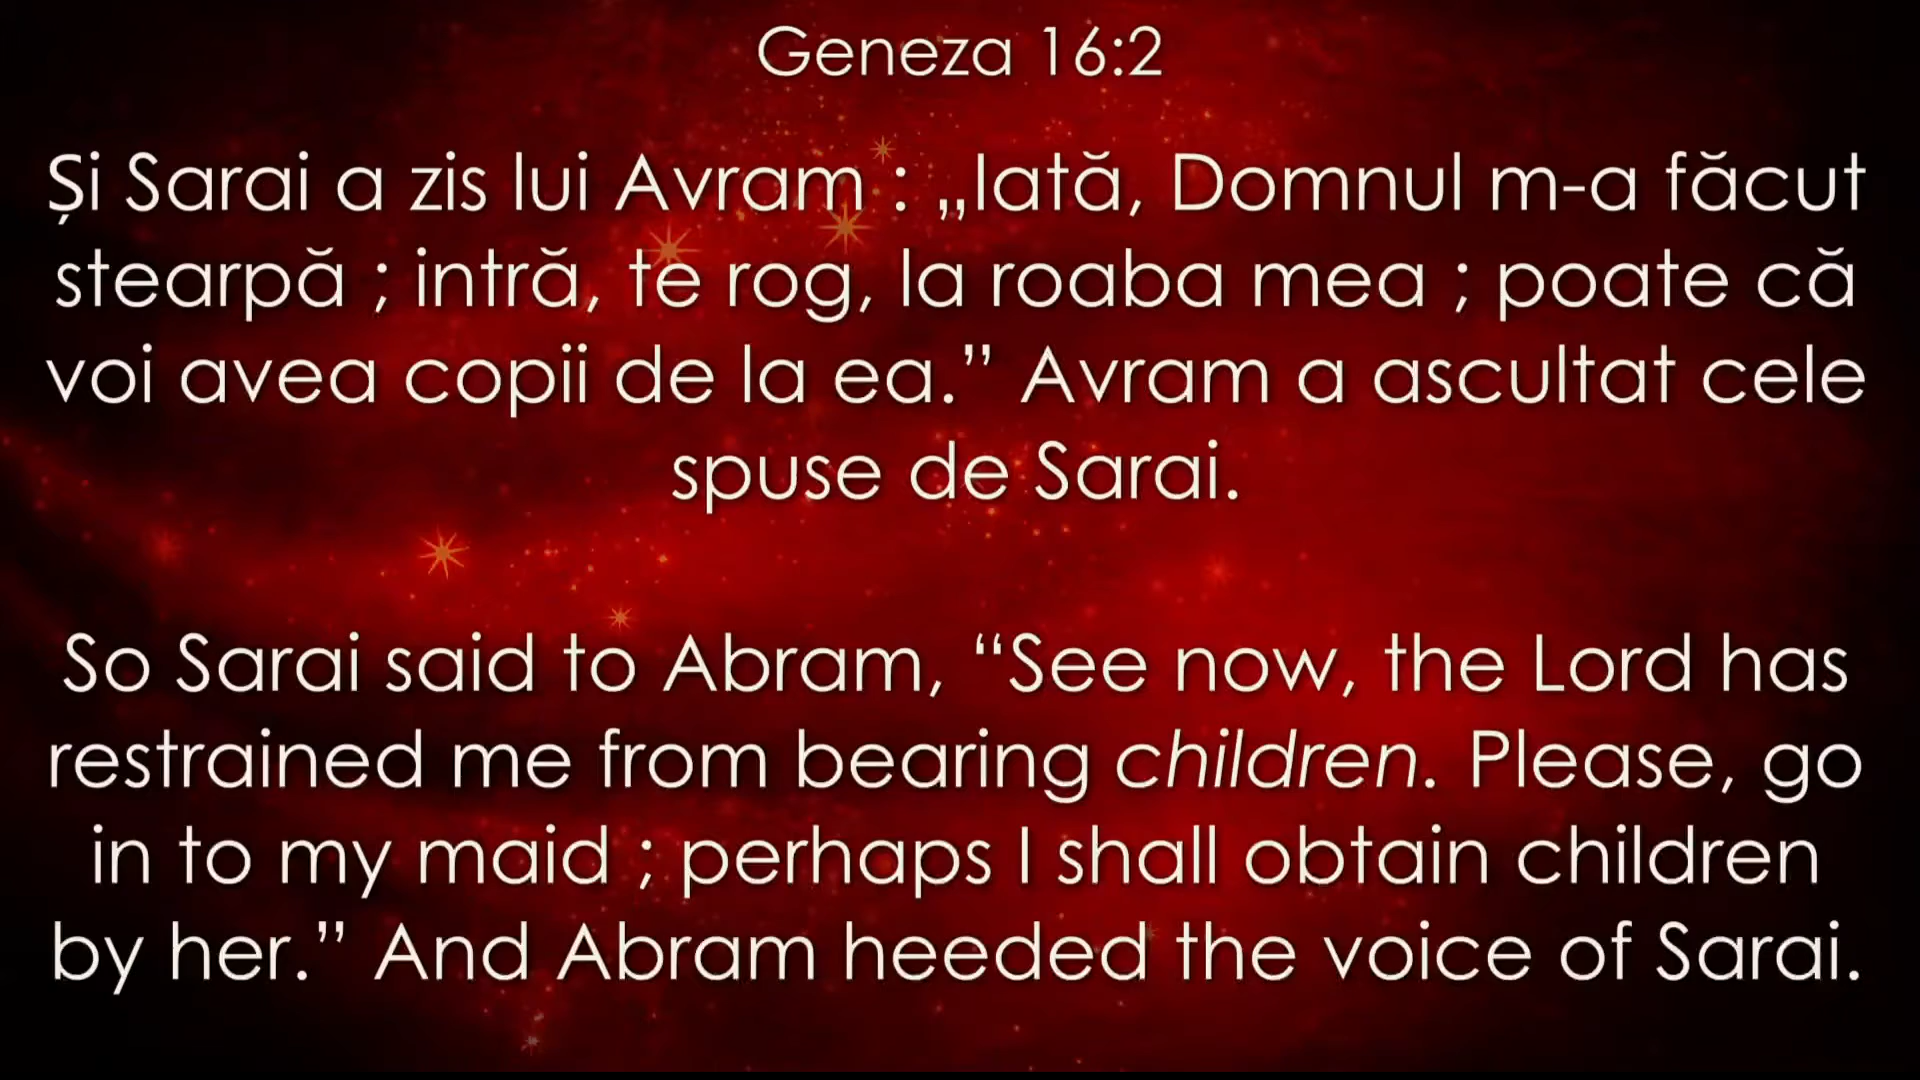 Geneza 16:2
Și Sarai a zis lui Avram : „Iată, Domnul m-a făcut
stearpă ; intră, te rog, la roaba mea ; poate că
voi avea copii de la ea.” Avram a ascultat cele
spuse de Sarai.
So Sarai said to Abram, “See now, the Lord has
restrained me from bearing children. Please, go
in to my maid ; perhaps I shall obtain children
by her.” And Abram heeded the voice of Sarai.